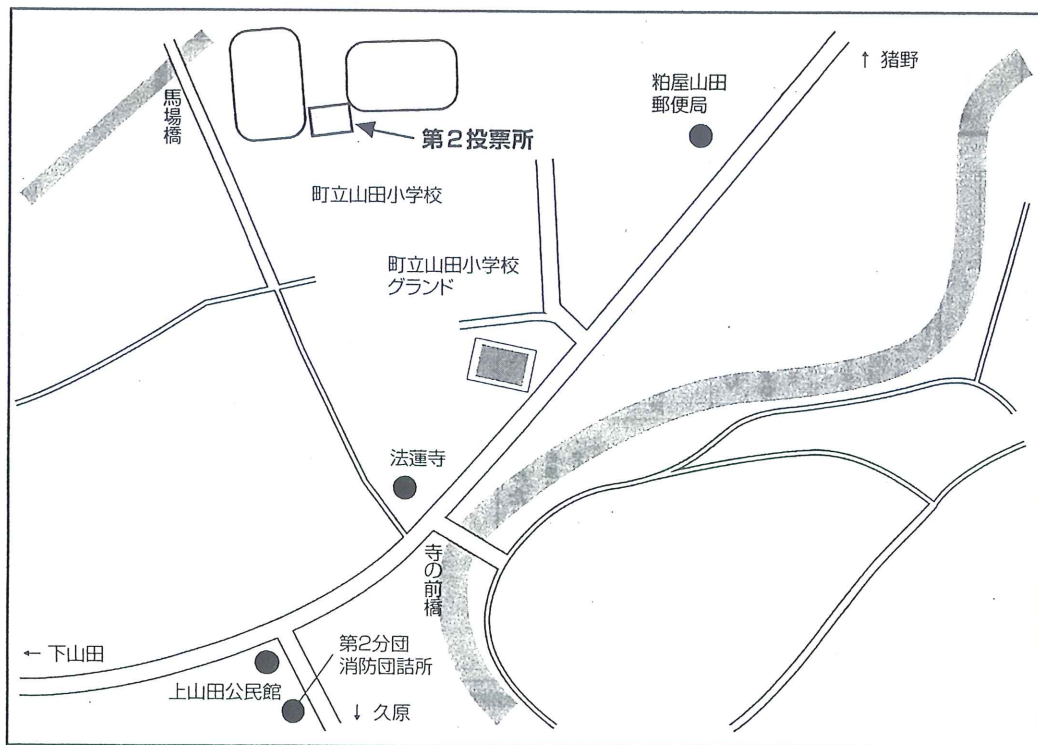 ↑ 猪野
粕屋山田
郵便局
馬場橋
第2投票所
町立山田小学校
町立山田小学校
グランド
法蓮寺
寺の前橋
← 下山田
第2分団
消防団詰所
上山田公民館
↓ 久原